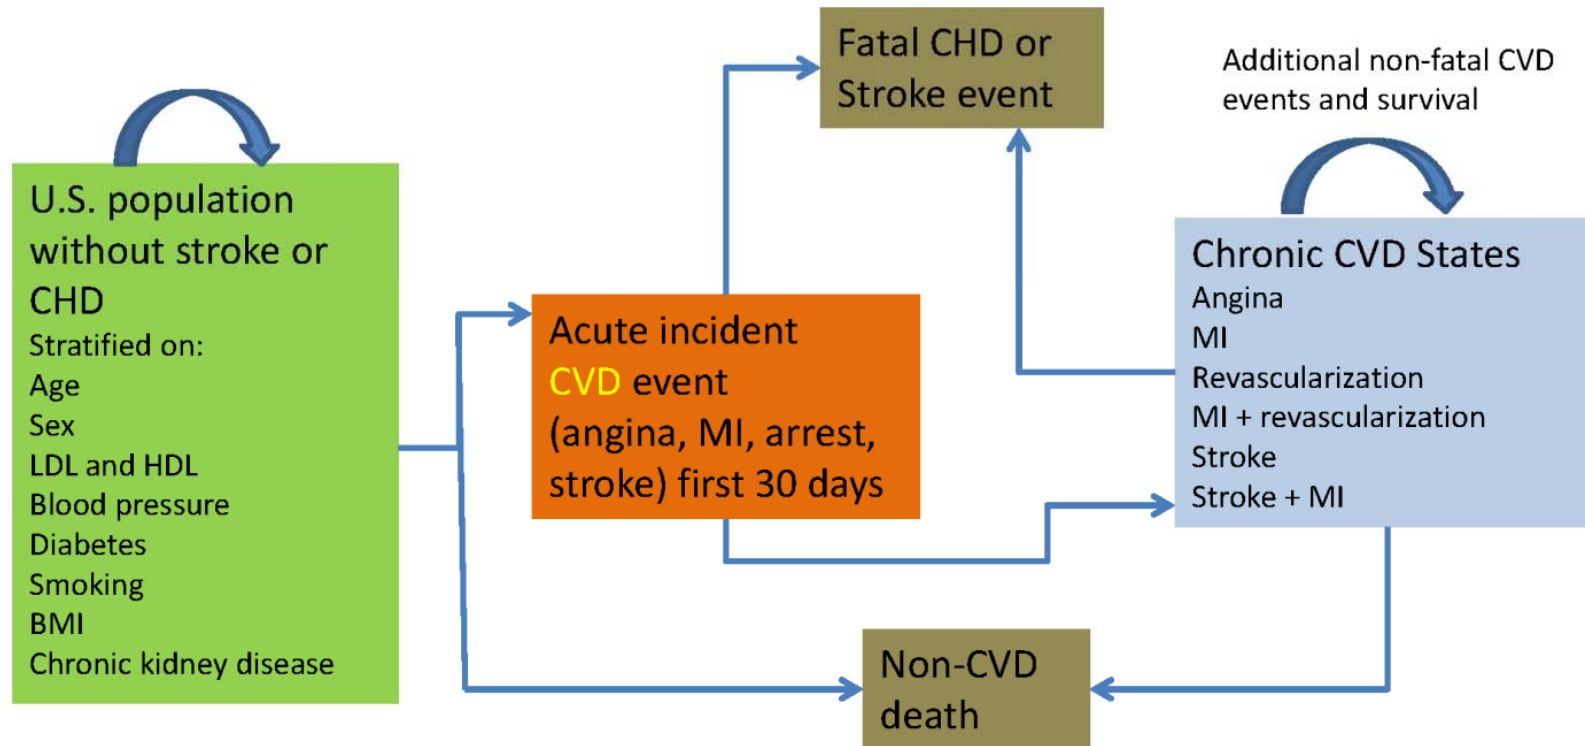 U.S. population
without stroke or
CHD
Stratified on:
Age
Sex
LDL and HDL
Blood pressure
Diabetes
Smoking
BMI
Chronic kidney disease
Acute incident
CVD event
(angina, MI, arrest,
stroke) first 30 days
Fatal CHD or
Stroke event
Non-CVD
death
Additional non-fatal CVD
events and survival
Chronic CVD States
Angina
MI
Revascularization
MI + revascularization
Stroke
Stroke + MI